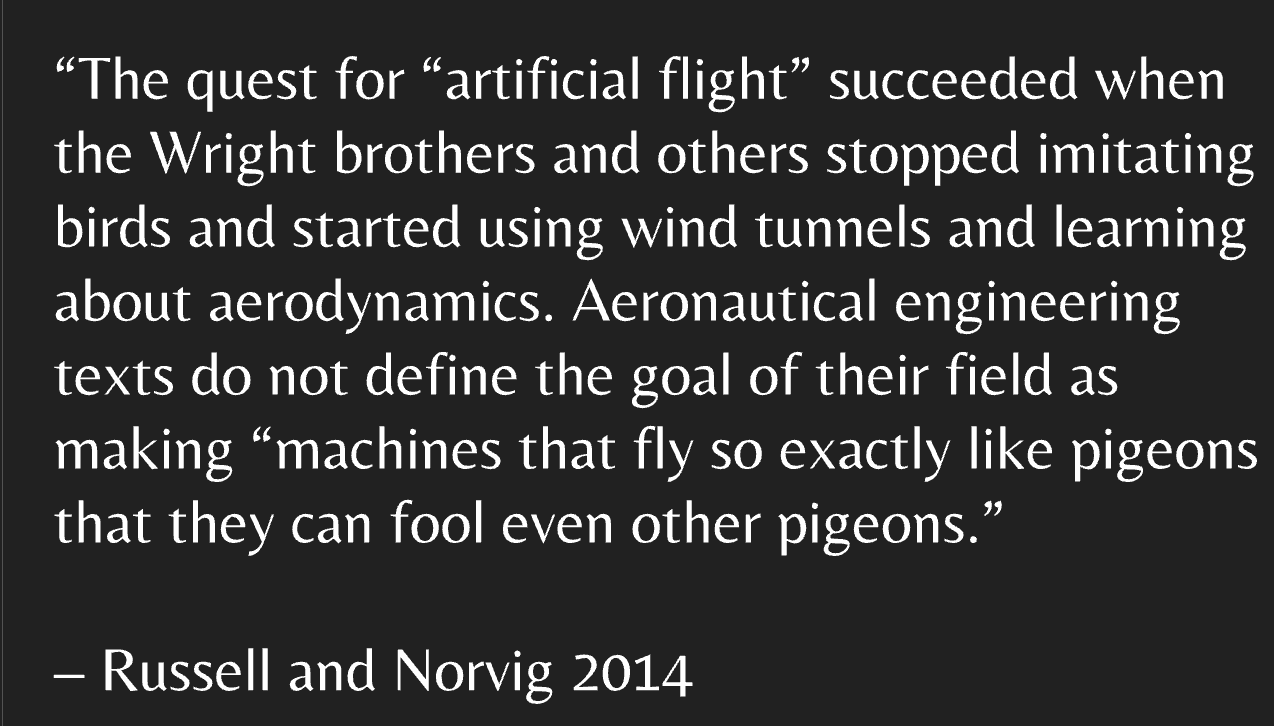 “The quest for “artificial flight” succeeded when
the Wright brothers and others stopped imitating
birds and started using wind tunnels and learning
about aerodynamics. Aeronautical engineering
texts do not define the goal of their field as
making “machines that fly so exactly like pigeons
that they can fool even other pigeons.”
– Russell and Norvig 2014